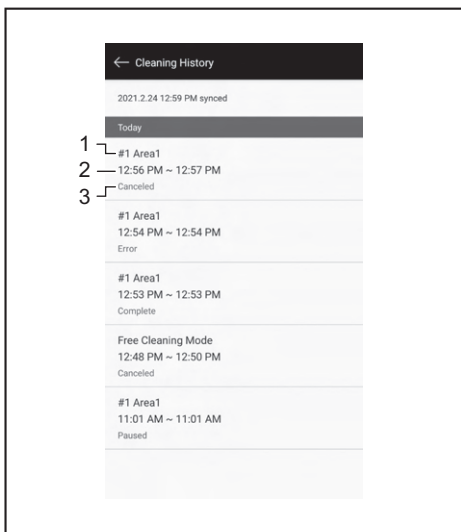 ← Cleaning History
2021.2.24 12:59 PM synced
Today
1 #1 Area1
2 12:56 PM ~ 12:57 PM
3 Canceled
#1 Area1
12:54 PM ~ 12:54 PM
Error
#1 Area1
12:53 PM ~ 12:53 PM
Complete
Free Cleaning Mode
12:48 PM ~ 12:50 PM
Canceled
#1 Area1
11:01 AM ~ 11:01 AM
Paused